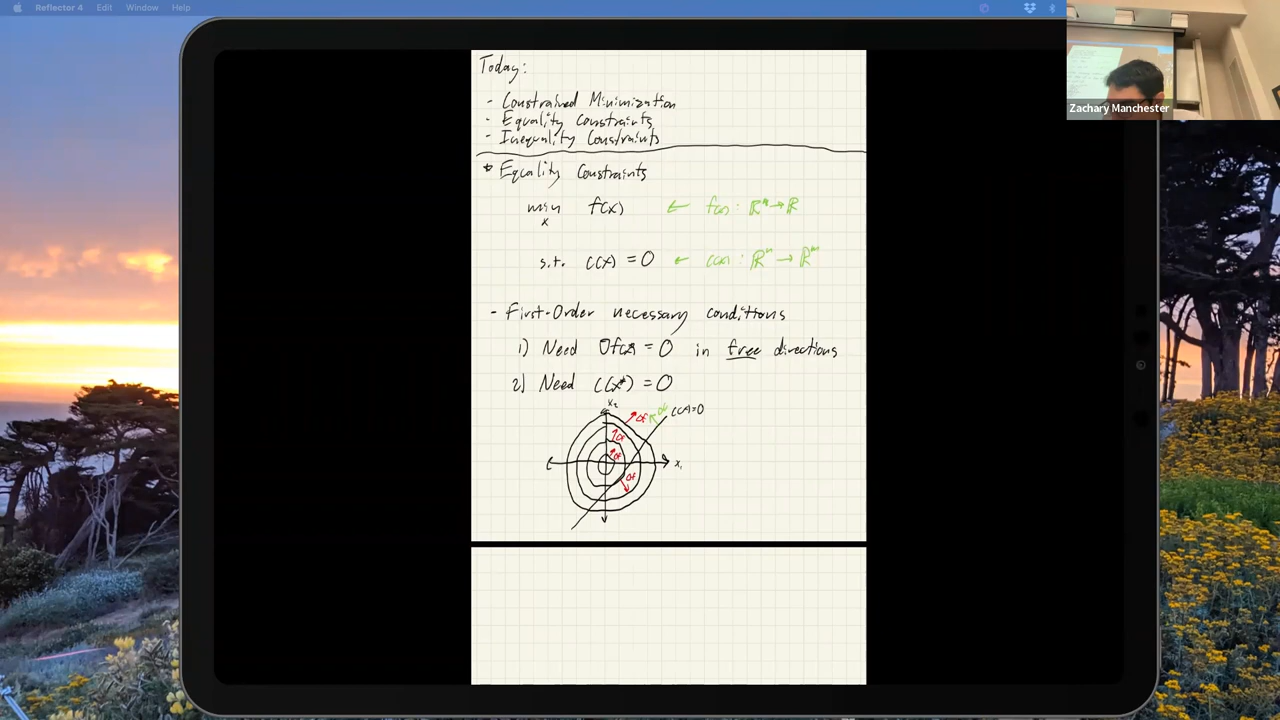 Reflector 4 Edit Window Help
Zachary Manchester
Today:
- Constrained Minimization
- Equality Constraints
- Inequality Constraints
* Equality Constraints
min f(x) ← f(x) : ℝⁿ → ℝ
x
s.t. c(x) = 0 ← c(x) : ℝⁿ → ℝᵐ
- First-Order necessary conditions
1) Need ∇f(x) = 0 in free directions
2) Need c(x*) = 0
x₂
∇f ∇c c(x)=0
∇f
∇f
x₁
∇f